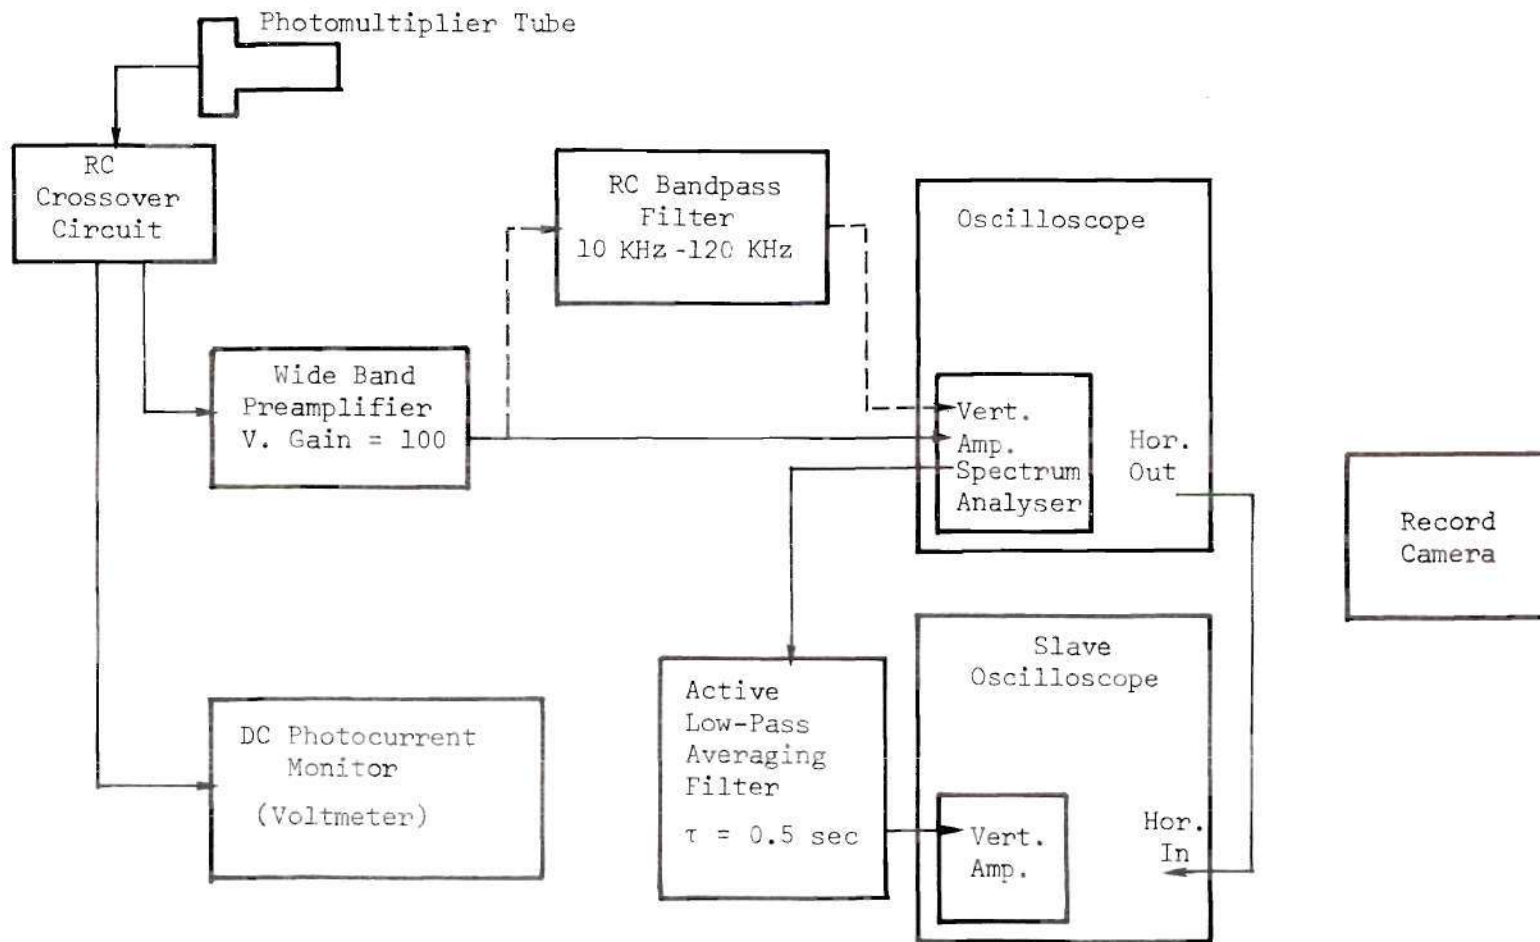 Photomultiplier Tube
RC
Crossover
Circuit
RC Bandpass
Filter
10 KHz -120 KHz
Oscilloscope
Wide Band
Preamplifier
V. Gain = 100
Vert.
Amp.
Spectrum
Analyser
Hor.
Out
Record
Camera
DC Photocurrent
Monitor
(Voltmeter)
Active
Low-Pass
Averaging
Filter
τ = 0.5 sec
Slave
Oscilloscope
Vert.
Amp.
Hor.
In